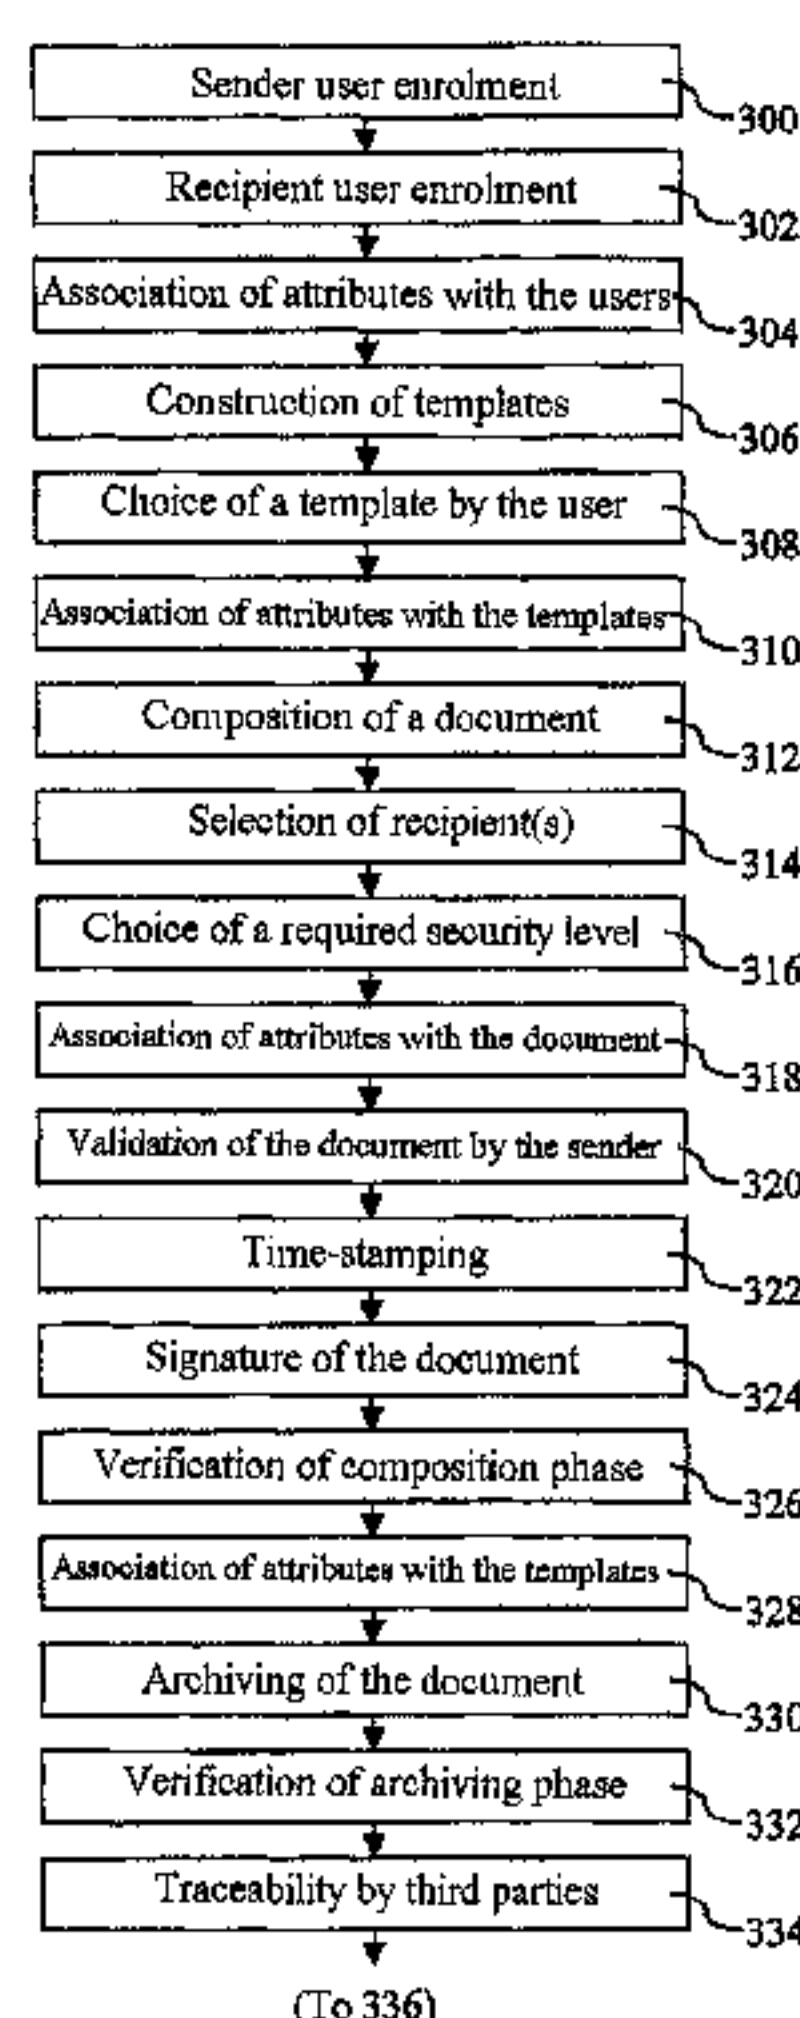 Sender user enrolment
300
Recipient user enrolment
302
Association of attributes with the users
304
Construction of templates
306
Choice of a template by the user
308
Association of attributes with the templates
310
Composition of a document
312
Selection of recipient(s)
314
Choice of a required security level
316
Association of attributes with the document
318
Validation of the document by the sender
320
Time-stamping
322
Signature of the document
324
Verification of composition phase
326
Association of attributes with the templates
328
Archiving of the document
330
Verification of archiving phase
332
Traceability by third parties
334
(To 336)